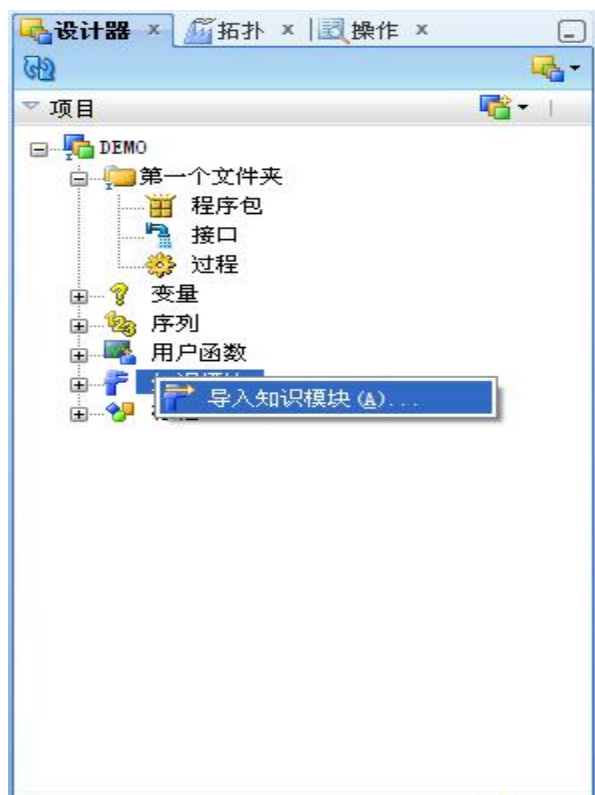 设计器 拓扑 操作
项目
DEMO
第一个文件夹
程序包
接口
过程
变量
序列
用户函数
导入知识模块(A)...